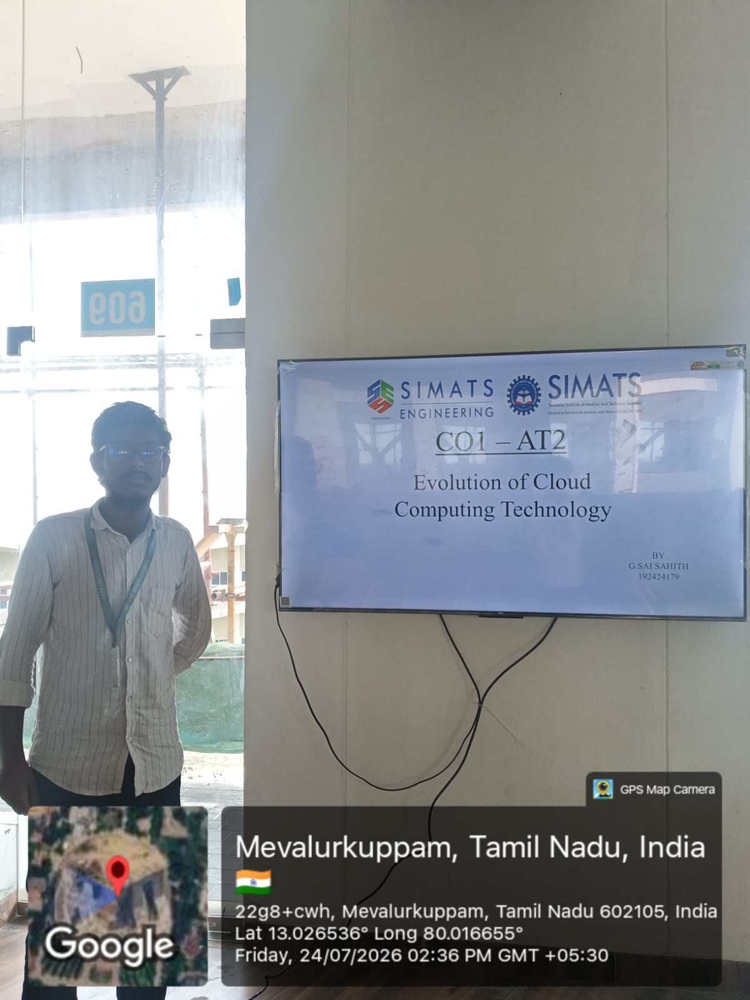 609
SIMATS
ENGINEERING
SIMATS
Saveetha Institute of Medical And Technical Sciences
(Declared as Deemed to be University under Section 3 of UGC Act 1956)
CO1 – AT2
Evolution of Cloud
Computing Technology
BY
G.SAI SAHITH
192424179
GPS Map Camera
Mevalurkuppam, Tamil Nadu, India
22g8+cwh, Mevalurkuppam, Tamil Nadu 602105, India
Lat 13.026536° Long 80.016655°
Friday, 24/07/2026 02:36 PM GMT +05:30
Google